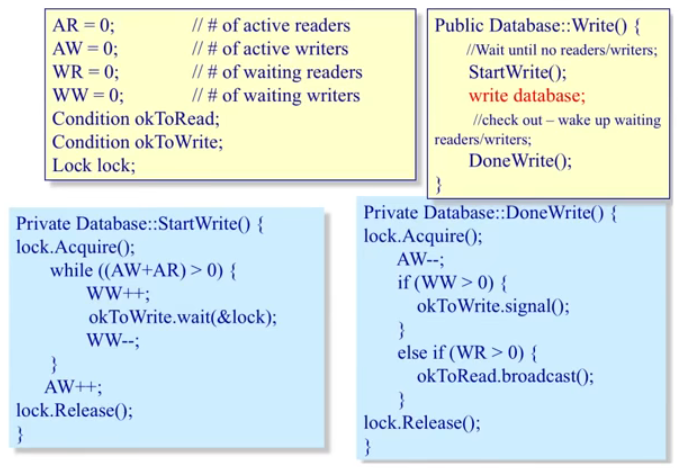 AR = 0; // # of active readers
AW = 0; // # of active writers
WR = 0; // # of waiting readers
WW = 0; // # of waiting writers
Condition okToRead;
Condition okToWrite;
Lock lock;
Public Database::Write() {
//Wait until no readers/writers;
StartWrite();
write database;
//check out – wake up waiting
readers/writers;
DoneWrite();
}
Private Database::StartWrite() {
lock.Acquire();
while ((AW+AR) > 0) {
WW++;
okToWrite.wait(&lock);
WW--;
}
AW++;
lock.Release();
}
Private Database::DoneWrite() {
lock.Acquire();
AW--;
if (WW > 0) {
okToWrite.signal();
}
else if (WR > 0) {
okToRead.broadcast();
}
lock.Release();
}